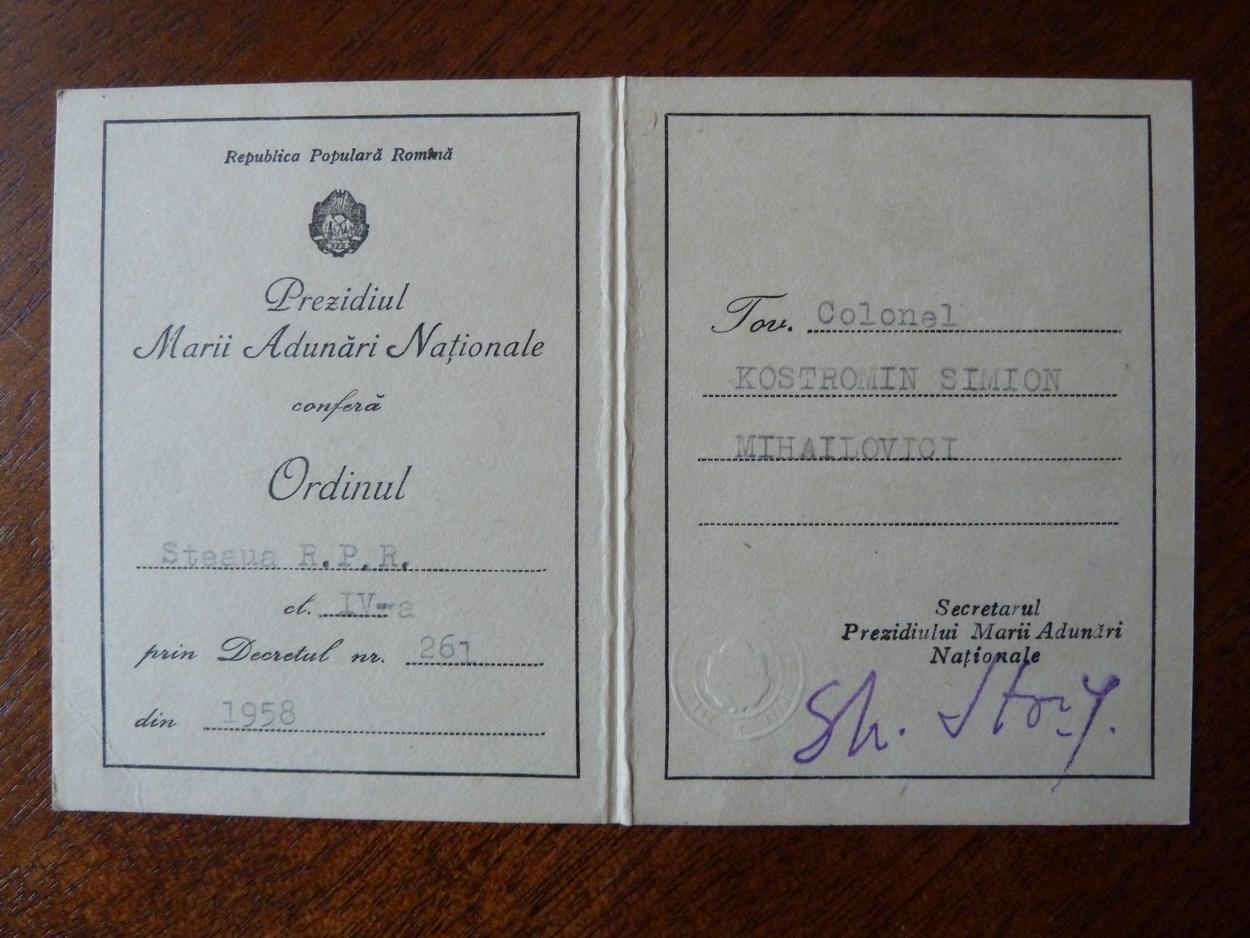 Republica Populară Romînă
Prezidiul
Marii Adunări Naționale
conferă
Ordinul
Steaua R.P.R.
cl. IV-a
prin Decretul nr. 261
din 1958
Tov. Colonel
KOSTROMIN SIMION
MIHAILOVICI
Secretarul
Prezidiului Marii Adunări
Naționale
Gh.